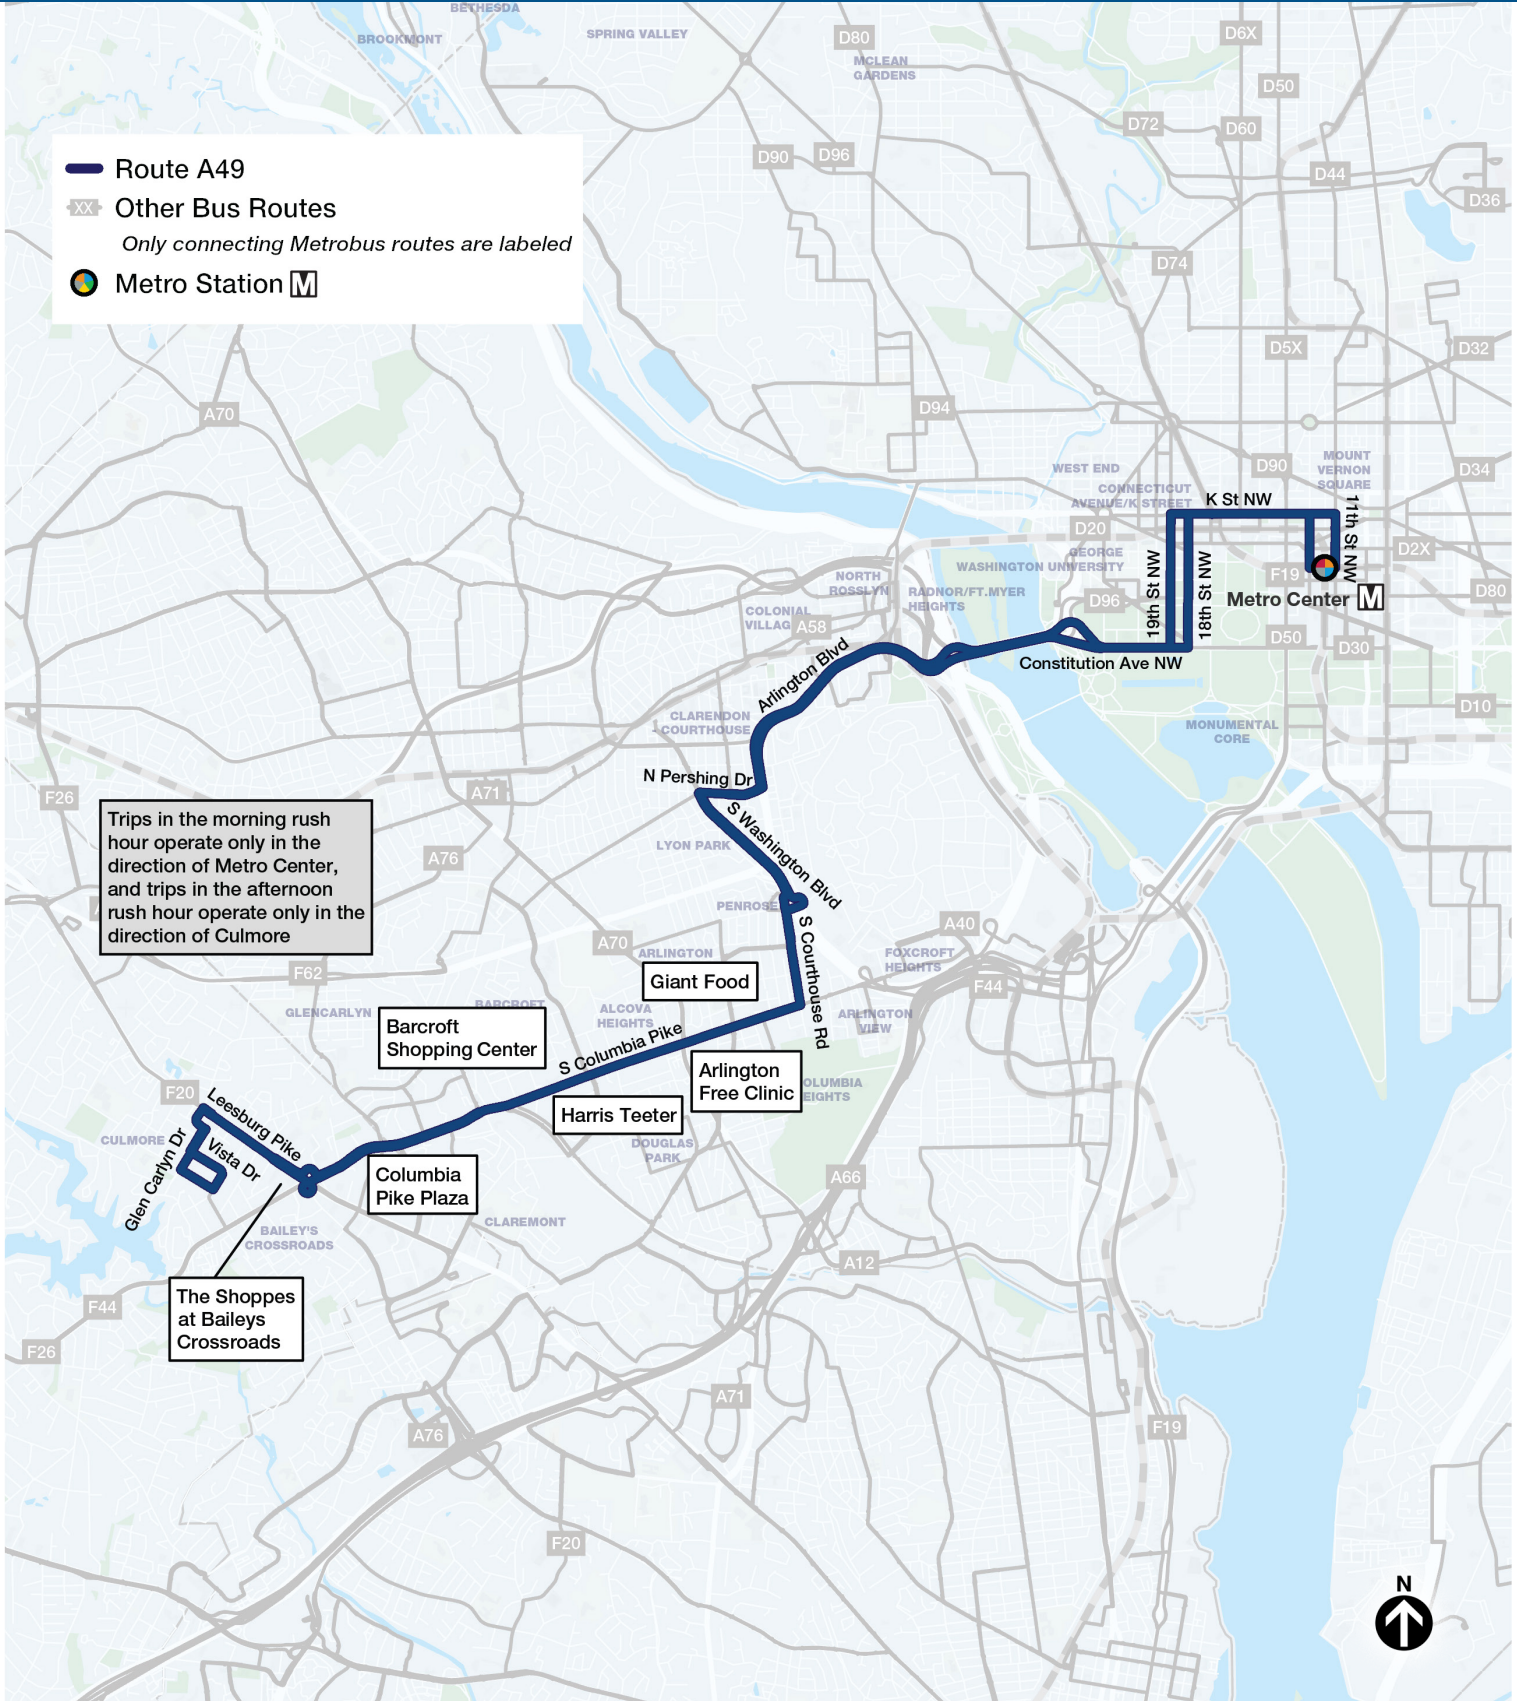 BETHESDA
BROOKMONT
SPRING VALLEY
D80
D6X
MCLEAN
GARDENS
D50
D72
D60
D90
D96
D44
D36
Route A49
XX
Other Bus Routes
Only connecting Metrobus routes are labeled
Metro Station M
D74
D5X
D32
A70
D94
WEST END
D90
MOUNT
VERNON
SQUARE
D34
CONNECTICUT
AVENUE/K STREET
K St NW
11th St NW
D20
D2X
GEORGE
WASHINGTON UNIVERSITY
19th St NW
18th St NW
F19
NORTH
ROSSLYN
RADNOR/FT.MYER
HEIGHTS
D96
Metro Center M
D80
COLONIAL
VILLAG
A58
D50
D30
Arlington Blvd
Constitution Ave NW
CLARENDON
- COURTHOUSE
D10
MONUMENTAL
CORE
N Pershing Dr
F26
A71
S Washington Blvd
Trips in the morning rush
hour operate only in the
direction of Metro Center,
and trips in the afternoon
rush hour operate only in the
direction of Culmore
LYON PARK
A76
A
PENROSE
S Courthouse Rd
A40
A70
ARLINGTON
FOXCROFT
HEIGHTS
F62
Giant Food
F44
GLENCARLYN
BARCROFT
ALCOVA
HEIGHTS
ARLINGTON
VIEW
Barcroft
Shopping Center
S Columbia Pike
Arlington
Free Clinic
OLUMBIA
EIGHTS
F20
Leesburg Pike
Harris Teeter
CULMORE
Glen Carlyn Dr
Vista Dr
DOUGLAS
PARK
Columbia
Pike Plaza
A66
BAILEY'S
CROSSROADS
CLAREMONT
A12
The Shoppes
at Baileys
Crossroads
F44
F26
A71
A76
F19
F20
N